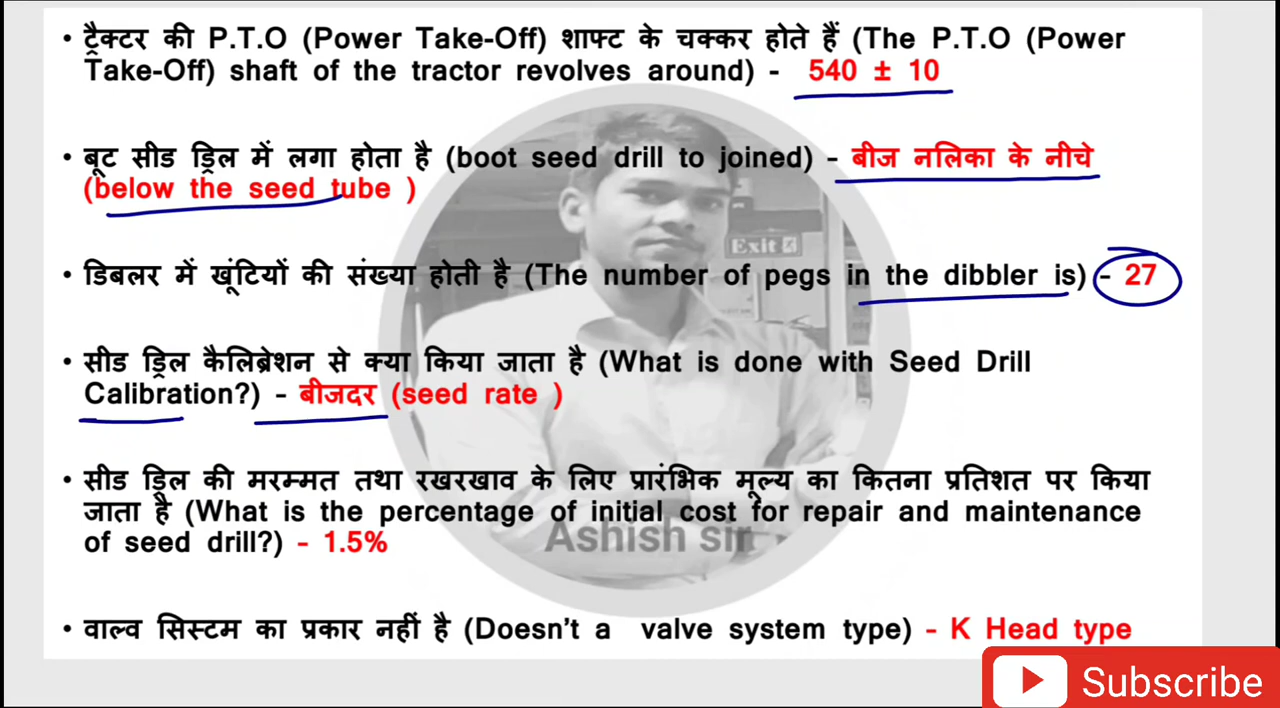 • ट्रैक्टर की P.T.O (Power Take-Off) शाफ्ट के चक्कर होते हैं (The P.T.O (Power
Take-Off) shaft of the tractor revolves around) - 540 ± 10
• बूट सीड ड्रिल में लगा होता है (boot seed drill to joined) - बीज नलिका के नीचे
(below the seed tube )
Exit
• डिबलर में खूंटियों की संख्या होती है (The number of pegs in the dibbler is) - 27
• सीड ड्रिल कैलिब्रेशन से क्या किया जाता है (What is done with Seed Drill
Calibration?) - बीजदर (seed rate )
• सीड ड्रिल की मरम्मत तथा रखरखाव के लिए प्रारंभिक मूल्य का कितना प्रतिशत पर किया
जाता है (What is the percentage of initial cost for repair and maintenance
of seed drill?) - 1.5%
Ashish sir
• वाल्व सिस्टम का प्रकार नहीं है (Doesn't a valve system type) - K Head type
Subscribe